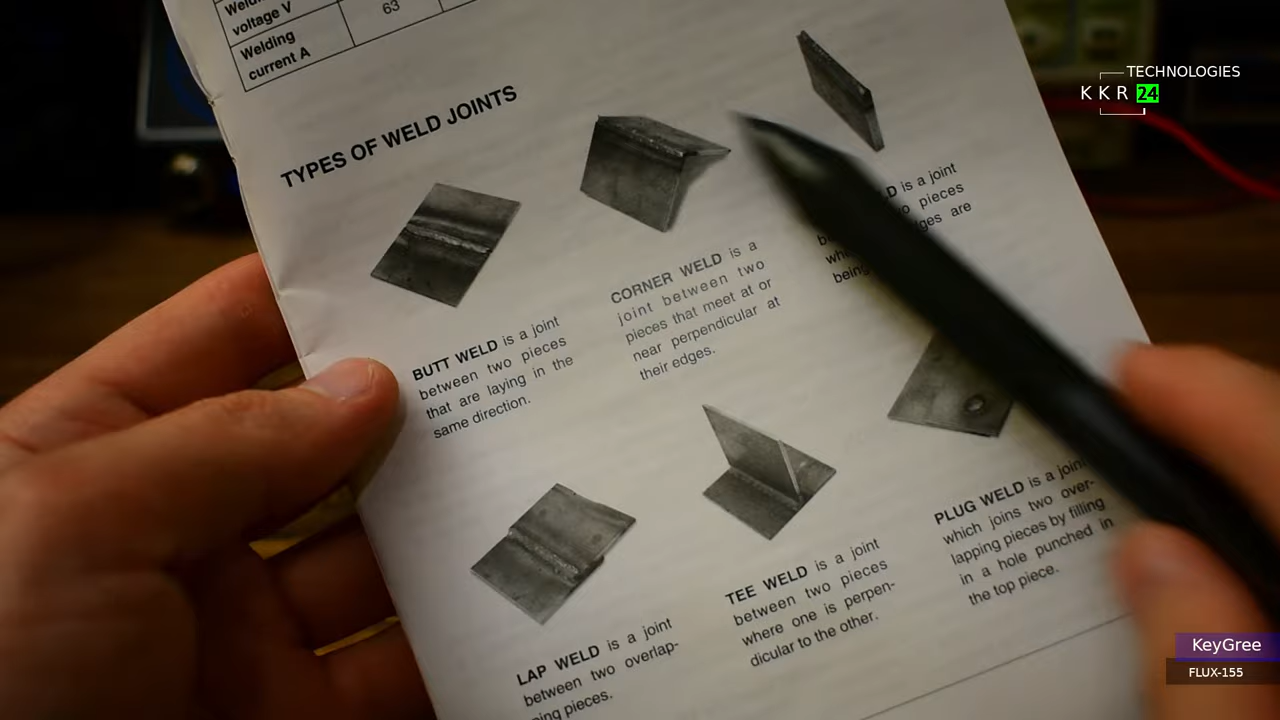 Welding
voltage V
63
Welding
current A
TYPES OF WELD JOINTS
BUTT WELD is a joint
between two pieces
that are laying in the
same direction.
CORNER WELD is a
joint between two
pieces that meet at or
near perpendicular at
their edges.
is a joint
pieces
are
being
LAP WELD is a joint
between two overlap-
pieces.
TEE WELD is a joint
between two pieces
where one is perpen-
dicular to the other.
PLUG WELD is a joint
which joins two over-
lapping pieces by filling
in a hole punched in
the top piece.
TECHNOLOGIES
KKR 24
KeyGree
FLUX-155